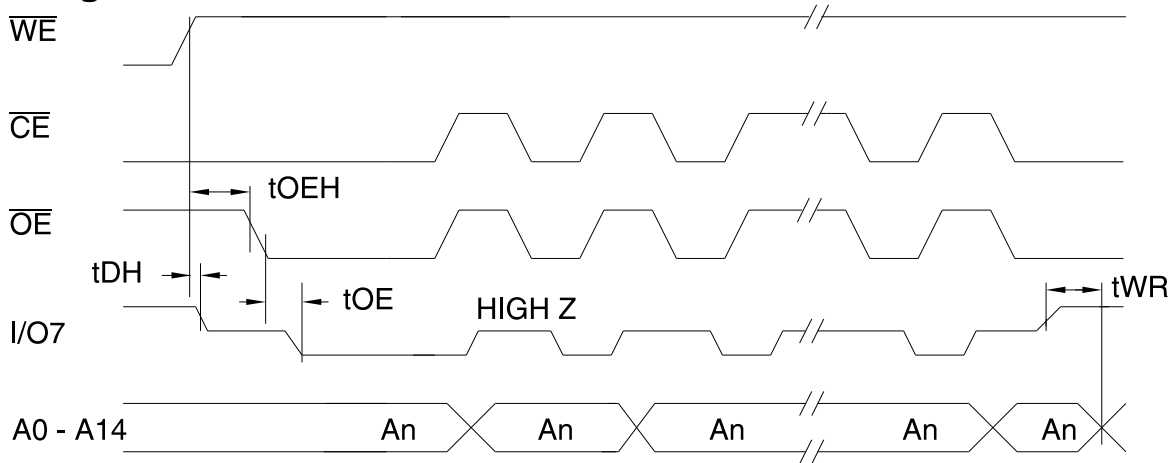 WE
CE
tOEH
OE
tDH
tOE
tWR
HIGH Z
I/O7
A0 - A14
An
An
An
An
An